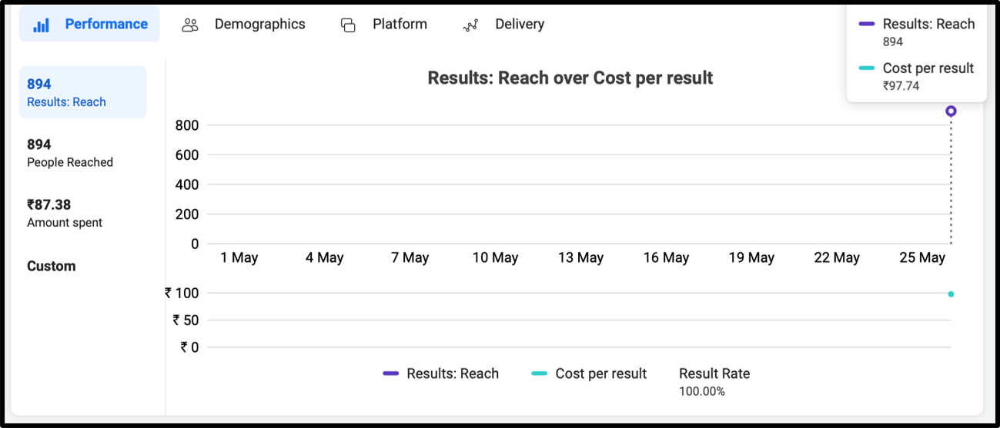 Performance
Demographics
Platform
Delivery
Results: Reach
894
Cost per result
₹97.74
894
Results: Reach
894
People Reached
₹87.38
Amount spent
Custom
Results: Reach over Cost per result
800
600
400
200
0
1 May 4 May 7 May 10 May 13 May 16 May 19 May 22 May 25 May
₹ 100
₹ 50
₹ 0
Results: Reach
Cost per result
Result Rate
100.00%